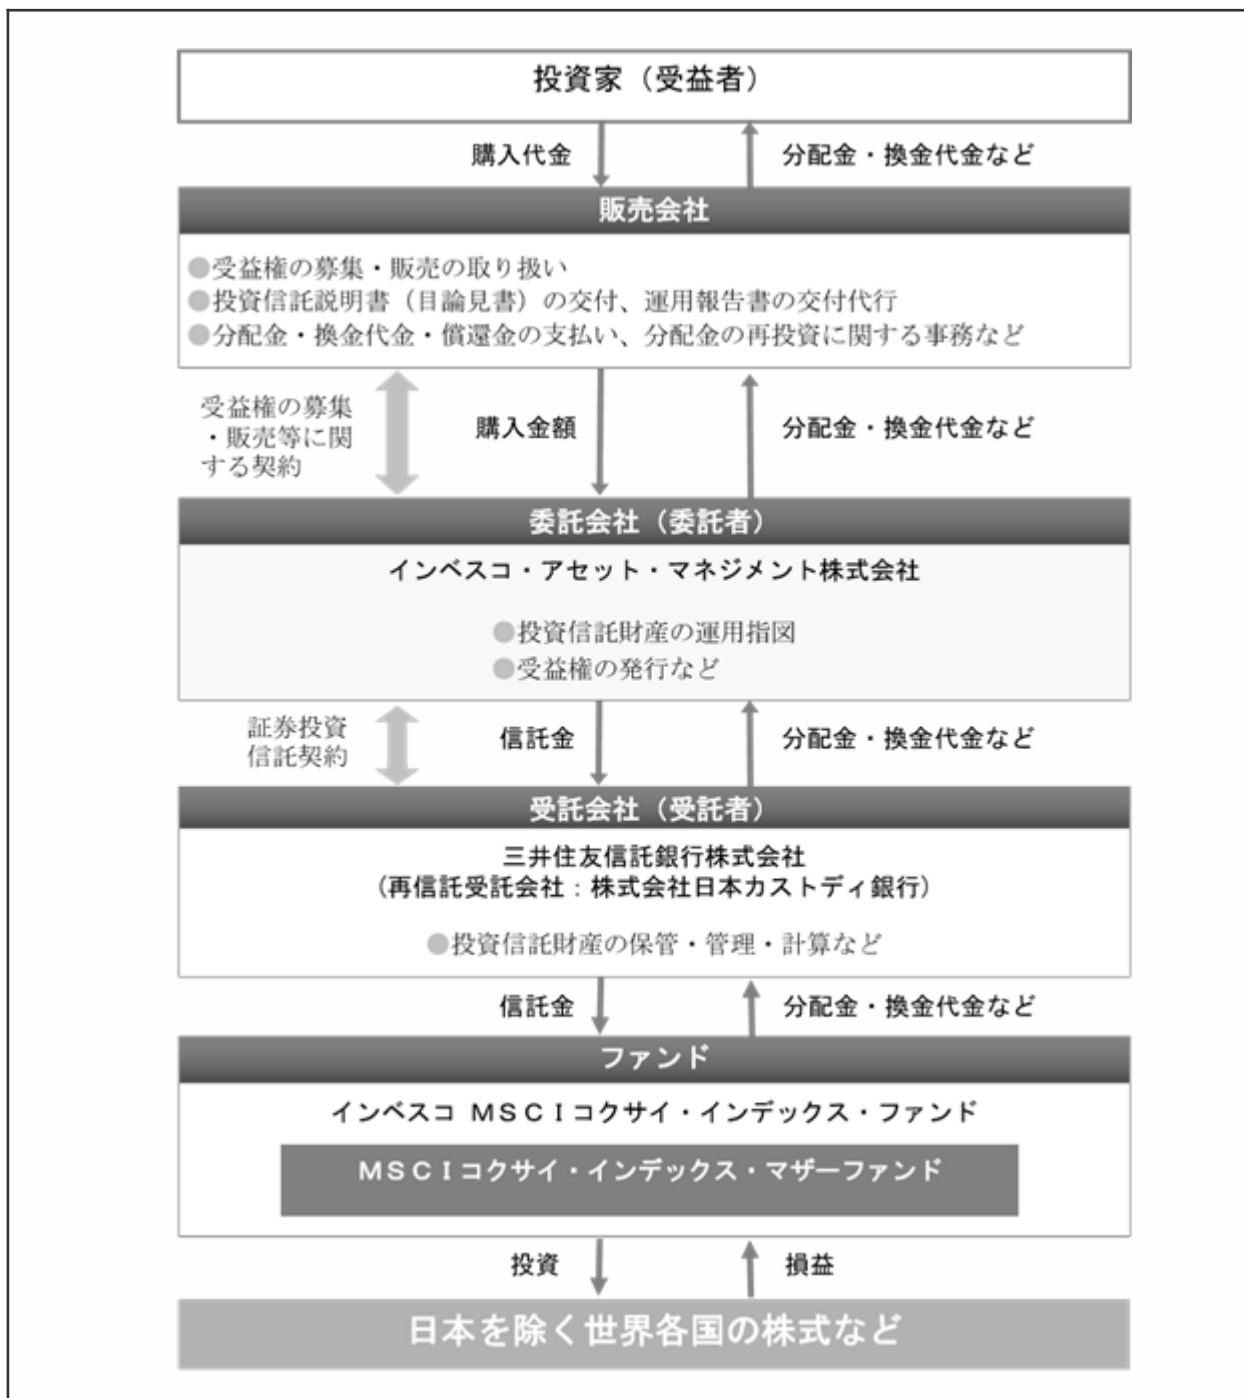 投資家（受益者）
購入代金
分配金・換金代金など
販売会社
●受益権の募集・販売の取り扱い
●投資信託説明書（目論見書）の交付、運用報告書の交付代行
●分配金・換金代金・償還金の支払い、分配金の再投資に関する事務など
受益権の募集
・販売等に関
する契約
購入金額
分配金・換金代金など
委託会社（委託者）
インベスコ・アセット・マネジメント株式会社
●投資信託財産の運用指図
●受益権の発行など
証券投資
信託契約
信託金
分配金・換金代金など
受託会社（受託者）
三井住友信託銀行株式会社
（再信託受託会社：株式会社日本カストディ銀行）
●投資信託財産の保管・管理・計算など
信託金
分配金・換金代金など
ファンド
インベスコ ＭＳＣＩコクサイ・インデックス・ファンド
ＭＳＣＩコクサイ・インデックス・マザーファンド
投資
損益
日本を除く世界各国の株式など